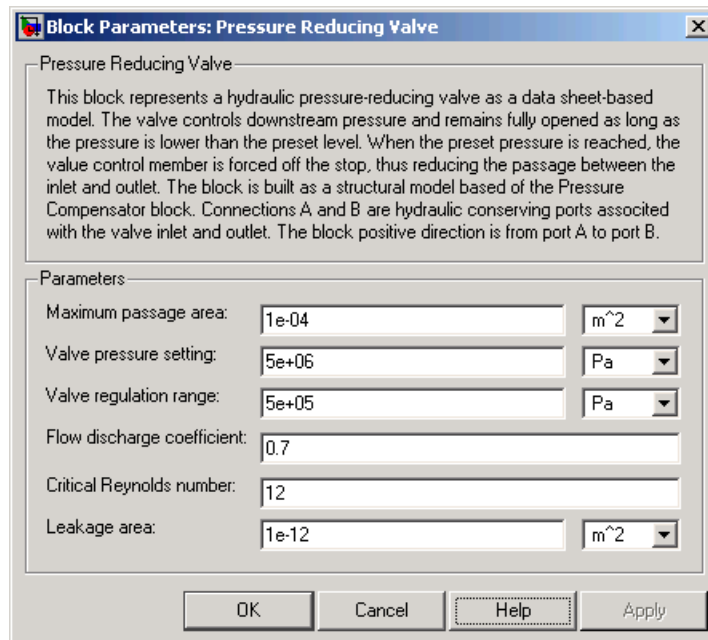 Block Parameters: Pressure Reducing Valve
Pressure Reducing Valve
This block represents a hydraulic pressure-reducing valve as a data sheet-based
model. The valve controls downstream pressure and remains fully opened as long as
the pressure is lower than the preset level. When the preset pressure is reached, the
value control member is forced off the stop, thus reducing the passage between the
inlet and outlet. The block is built as a structural model based of the Pressure
Compensator block. Connections A and B are hydraulic conserving ports associted
with the valve inlet and outlet. The block positive direction is from port A to port B.
Parameters
Maximum passage area: 1e-04 m^2
Valve pressure setting: 5e+06 Pa
Valve regulation range: 5e+05 Pa
Flow discharge coefficient: 0.7
Critical Reynolds number: 12
Leakage area: 1e-12 m^2
OK Cancel Help Apply